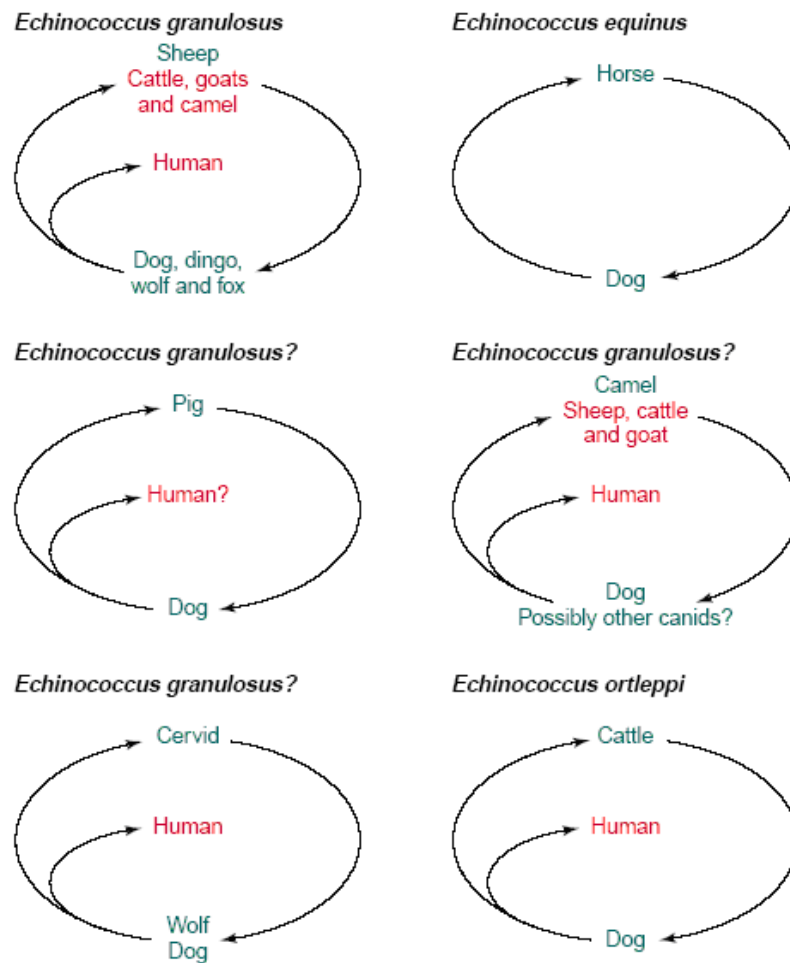 Echinococcus granulosus
Sheep
Cattle, goats
and camel
Human
Dog, dingo,
wolf and fox
Echinococcus equinus
Horse
Dog
Echinococcus granulosus?
Pig
Human?
Dog
Echinococcus granulosus?
Camel
Sheep, cattle
and goat
Human
Dog
Possibly other canids?
Echinococcus granulosus?
Cervid
Human
Wolf
Dog
Echinococcus ortleppi
Cattle
Human
Dog